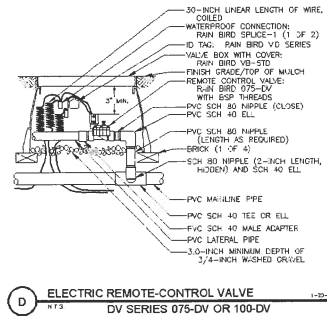 30-INCH LINEAR LENGTH OF WIRE,
COILED
WATERPROOF CONNECTION:
RAIN BIRD SPLICE-1 (1 OF 2)
ID TAG: RAIN BIRD VID SERIES
VALVE BOX WITH COVER:
RAIN BIRD VB-STD
FINISH GRADE/TOP OF MULCH
REMOTE CONTROL VALVE:
RAIN BIRD 075-DV
WITH BSP THREADS
PVC SCH 80 NIPPLE (CLOSE)
PVC SCH 40 ELL
PVC SCH 80 NIPPLE
(LENGTH AS REQUIRED)
BRICK (1 OF 4)
SCH 80 NIPPLE (2-INCH LENGTH,
HIDDEN) AND SCH 40 ELL
PVC MAINLINE PIPE
PVC SCH 40 TEE OR ELL
PVC SCH 40 MALE ADAPTER
PVC LATERAL PIPE
3.0-INCH MINIMUM DEPTH OF
3/4-INCH WASHED GRAVEL
3" MIN.
D
ELECTRIC REMOTE-CONTROL VALVE
N T S
DV SERIES 075-DV OR 100-DV